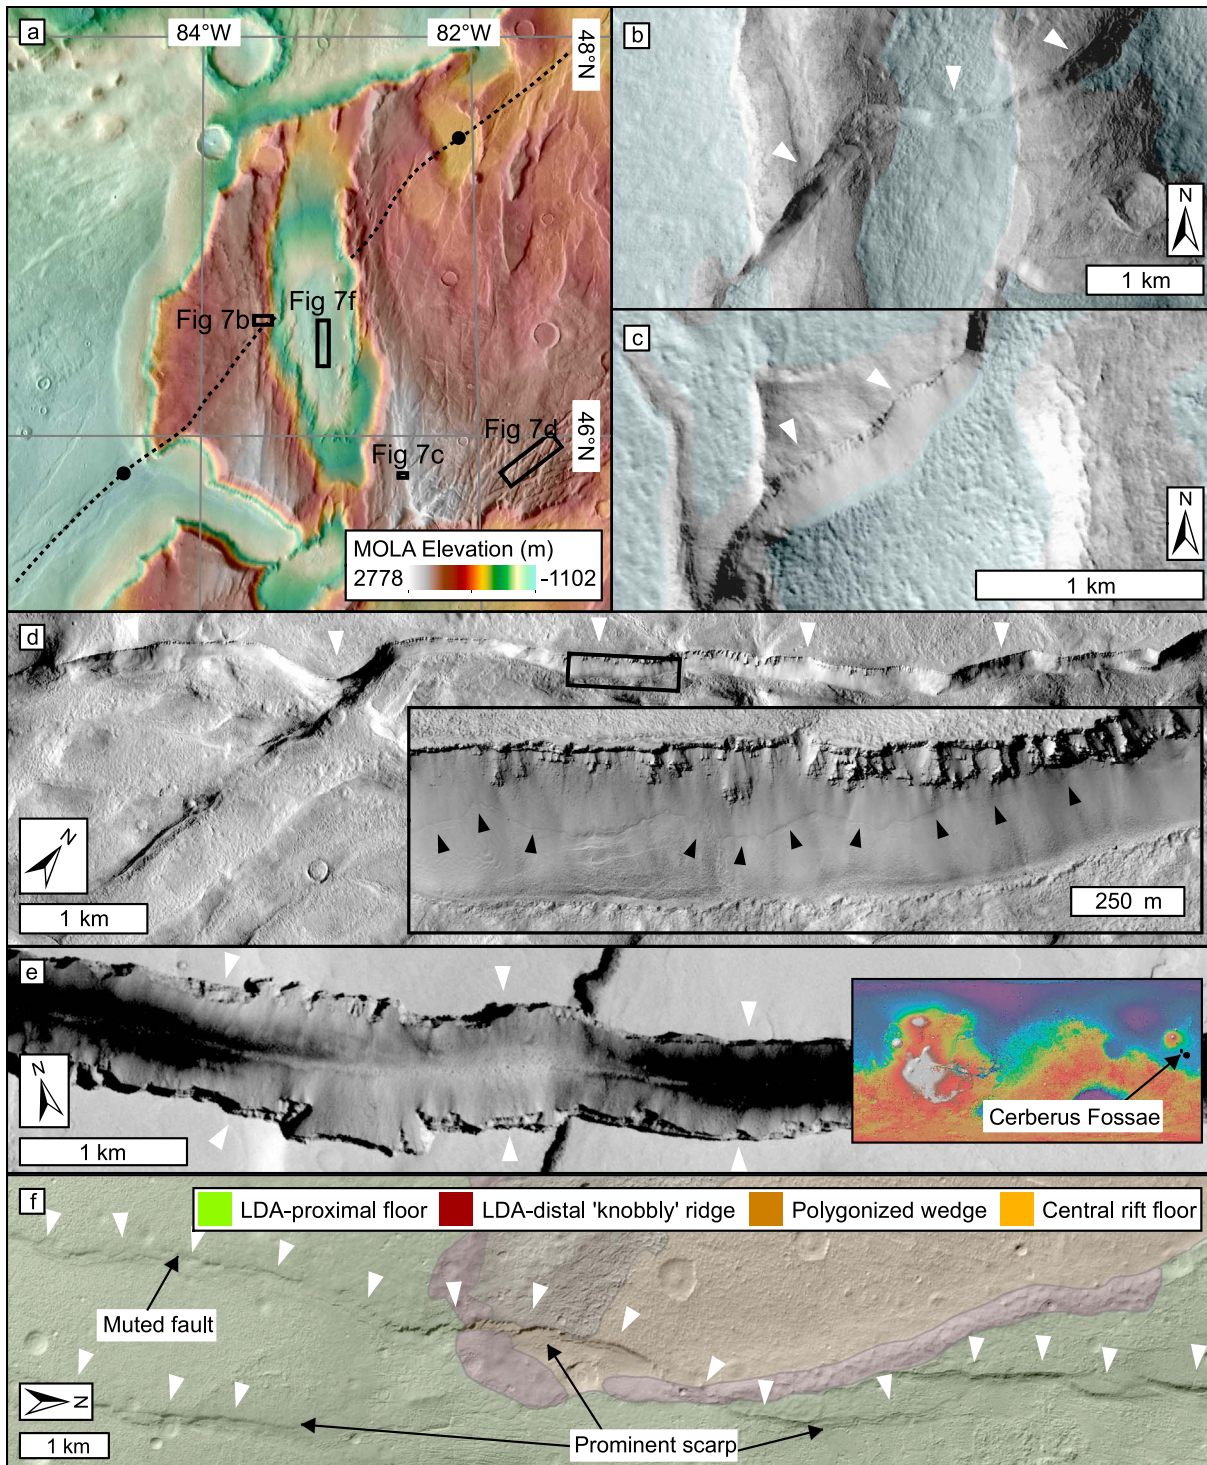 a
84°W
82°W
48°N
Fig 7f
Fig 7b
46°N
Fig 7d
Fig 7c
MOLA Elevation (m)
2778
-1102
b
N
1 km
c
N
1 km
d
N
1 km
250 m
e
N
1 km
Cerberus Fossae
f
LDA-proximal floor
LDA-distal 'knobbly' ridge
Polygonized wedge
Central rift floor
Muted fault
N
1 km
Prominent scarp